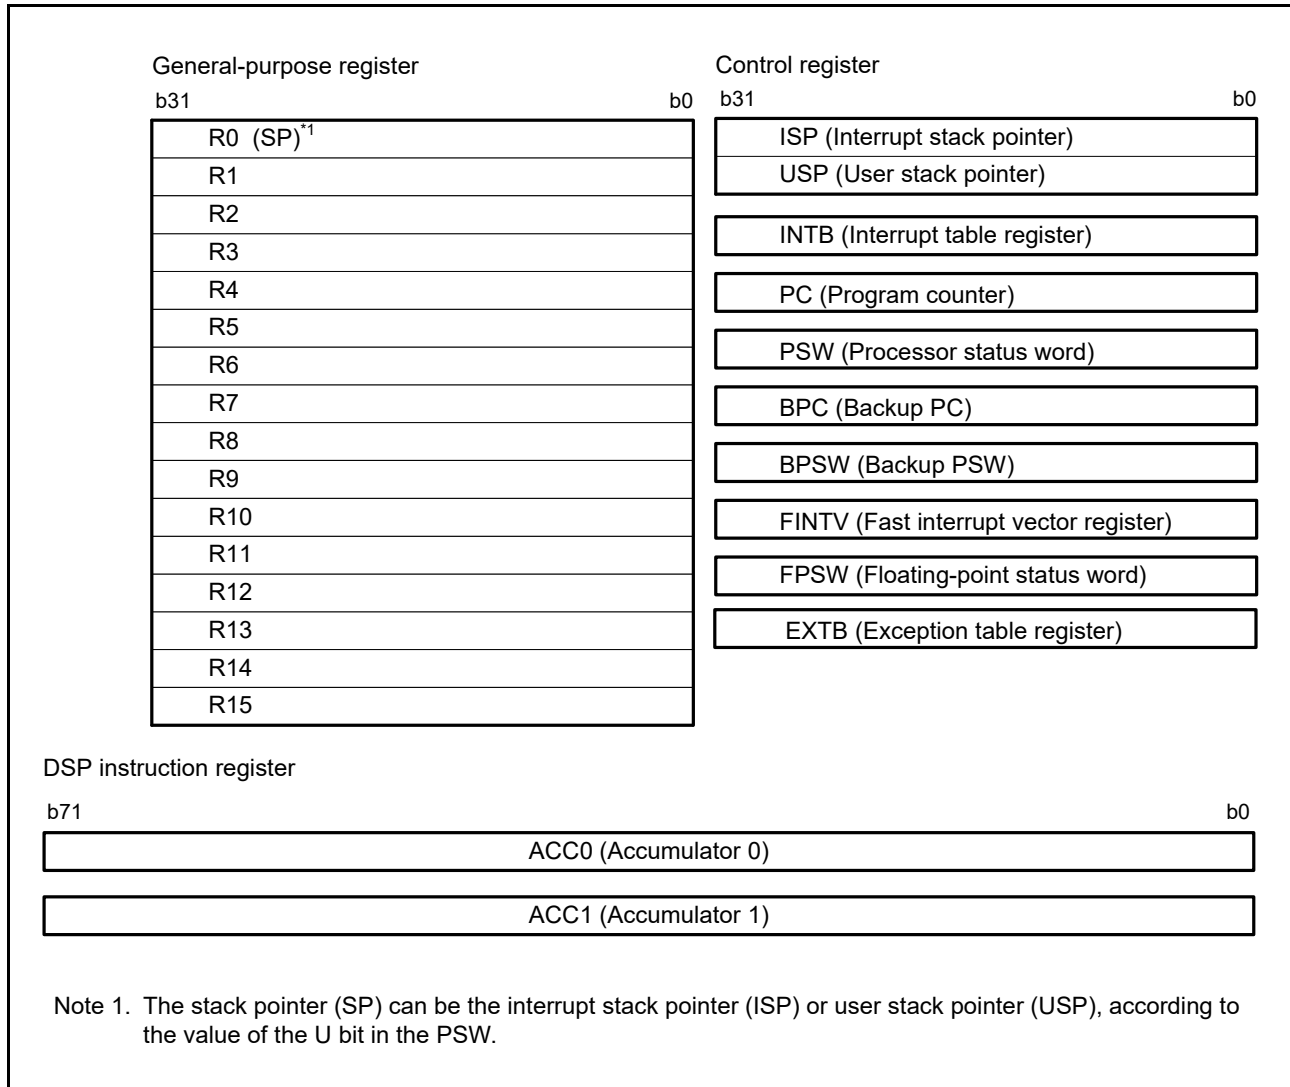 General-purpose register
b31 b0
R0 (SP)*1
R1
R2
R3
R4
R5
R6
R7
R8
R9
R10
R11
R12
R13
R14
R15
Control register
b31 b0
ISP (Interrupt stack pointer)
USP (User stack pointer)
INTB (Interrupt table register)
PC (Program counter)
PSW (Processor status word)
BPC (Backup PC)
BPSW (Backup PSW)
FINTV (Fast interrupt vector register)
FPSW (Floating-point status word)
EXTB (Exception table register)
DSP instruction register
b71 b0
ACC0 (Accumulator 0)
ACC1 (Accumulator 1)
Note 1. The stack pointer (SP) can be the interrupt stack pointer (ISP) or user stack pointer (USP), according to
the value of the U bit in the PSW.